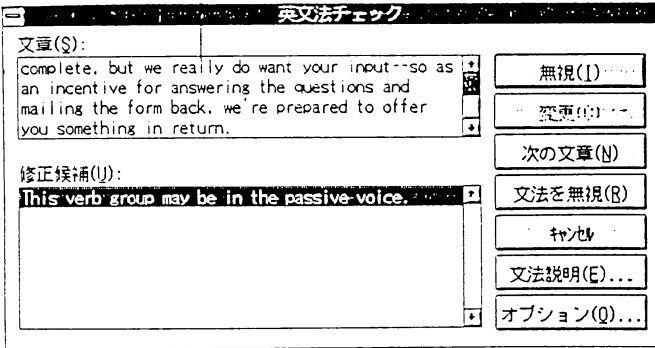 英文法チェック
文章(S):
complete, but we really do want your input--so as
an incentive for answering the questions and
mailing the form back, we're prepared to offer
you something in return.
修正候補(U):
This verb group may be in the passive voice.
無視(I)
変更(C)
次の文章(N)
文法を無視(R)
キャンセル
文法説明(E)...
オプション(O)...